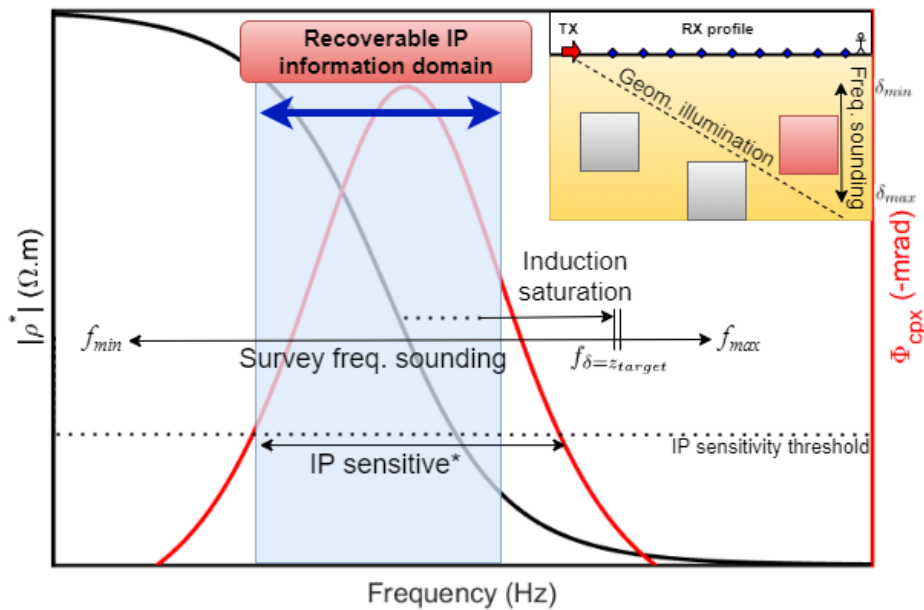 Recoverable IP
information domain
TX
RX profile
Geom. illumination
Freq. sounding
δmin
δmax
Induction
saturation
fmin
fmax
Survey freq. sounding
fδ=ztarget
IP sensitivity threshold
IP sensitive*
|ρ*| (Ω.m)
Φcpx (-mrad)
Frequency (Hz)